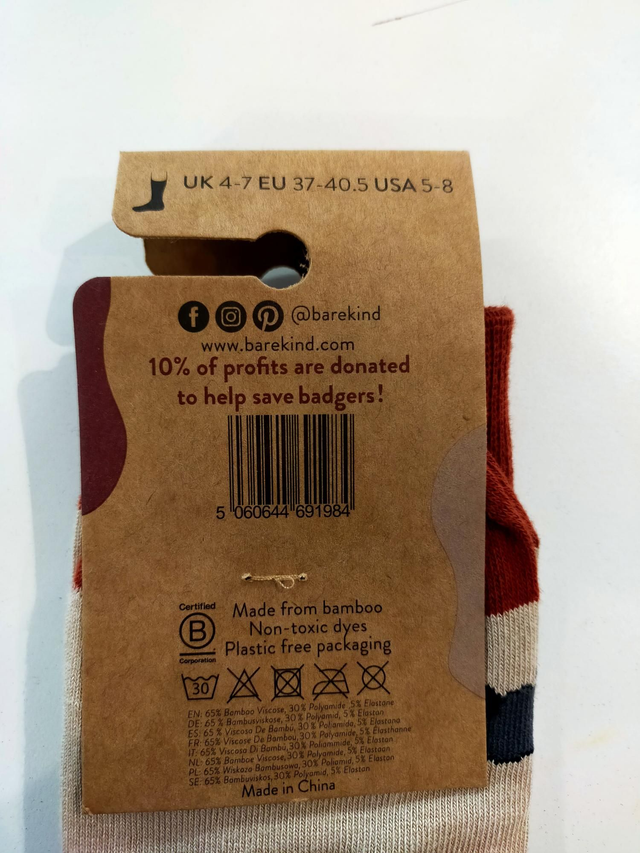 UK 4-7 EU 37-40.5 USA 5-8
@barekind
www.barekind.com
10% of profits are donated
to help save badgers!
5 060644 691984
Certified
B
Corporation
Made from bamboo
Non-toxic dyes
Plastic free packaging
30
EN: 65% Bamboo Viscose, 30% Polyamide, 5% Elastane
DE: 65% Bambusviskose, 30% Polyamid, 5% Elastan
ES: 65% Viscosa De Bambú, 30% Poliamida, 5% Elastano
FR: 65% Viscose De Bambou, 30% Polyamide, 5% Élasthanne
IT: 65% Viscosa Di Bambù, 30% Poliammide, 5% Elastan
NL: 65% Bamboe Viscose, 30% Polyamide, 5% Elastaan
PL: 65% Wiskoza Bambusowa, 30% Poliamid, 5% Elastan
SE: 65% Bambuviskos, 30% Polyamid, 5% Elastan
Made in China